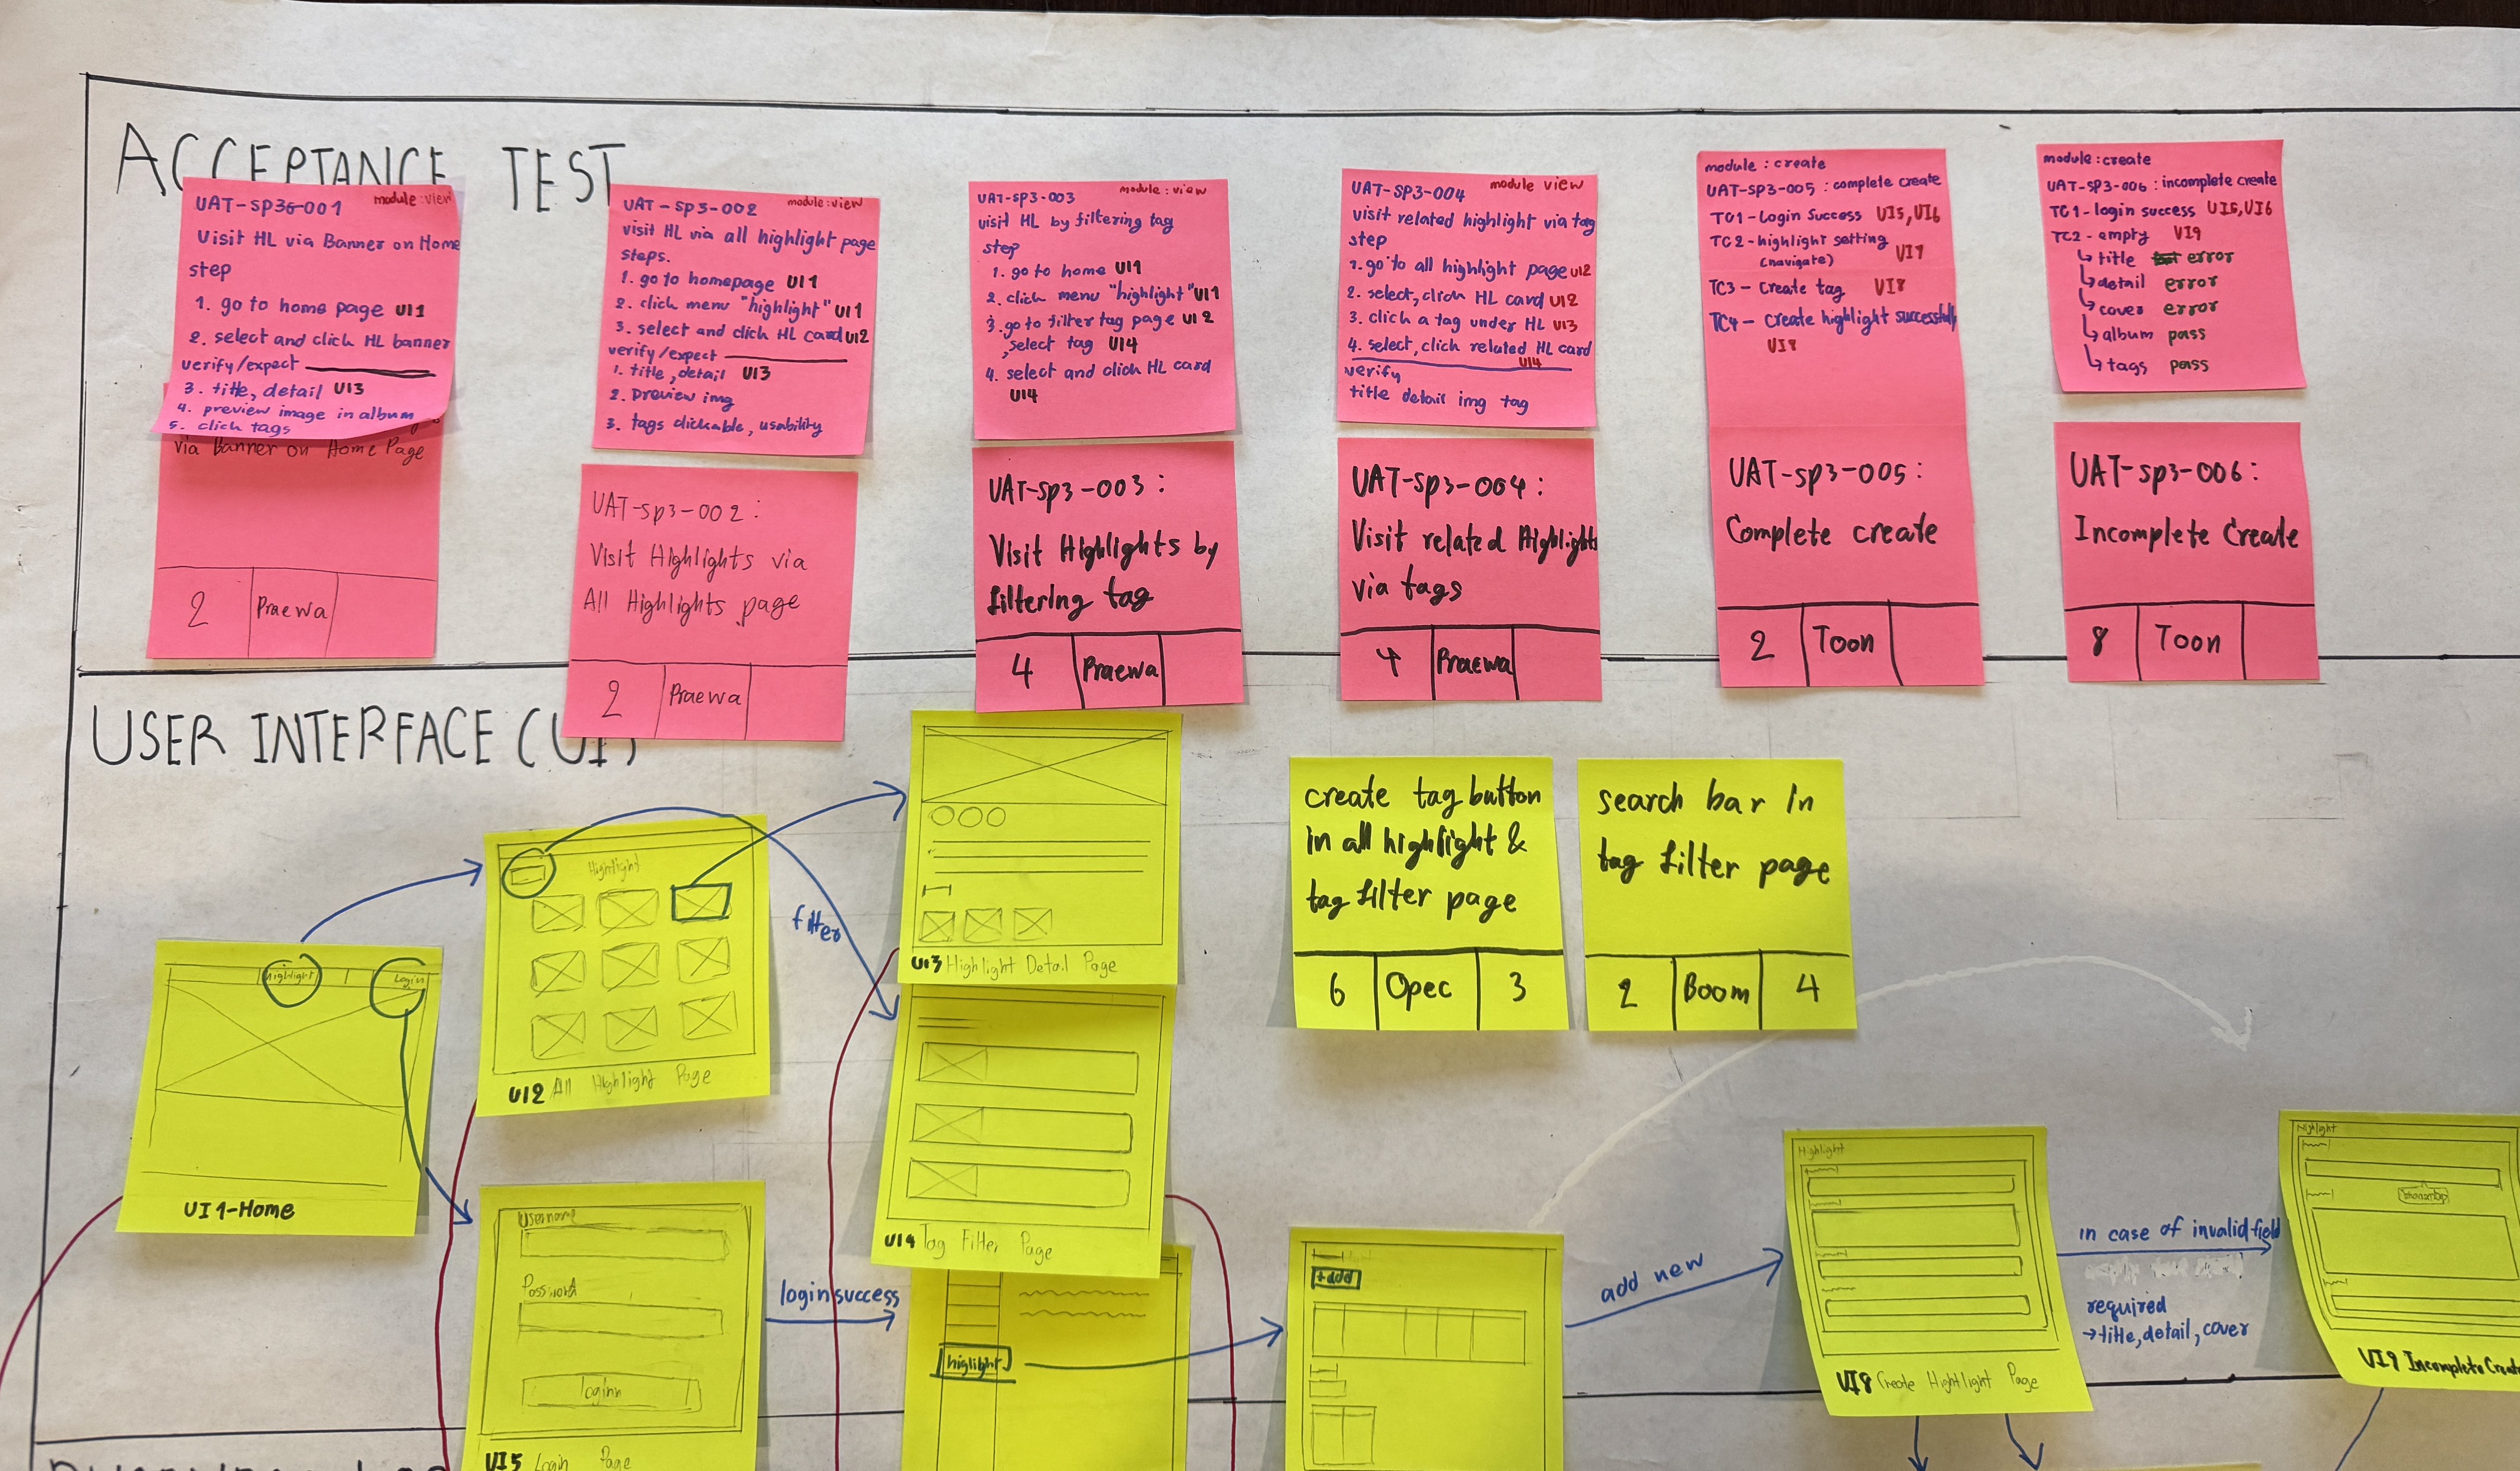 ACCEPTANCE TEST
UAT-SP36-001
module:view
Visit HL via Banner on Home
step
1. go to home page UI1
2. select and click HL banner
verify/expect
3. title, detail UI3
4. preview image in album
5. click tags
via Banner on Home Page
2
Praewa
UAT-SP3-002
module:view
visit HL via all highlight page
steps.
1. go to homepage UI1
2. click menu "highlight" UI1
3. select and click HL card UI2
verify/expect
1. title, detail UI3
2. preview img
3. tags clickable, usability
UAT-SP3-002:
Visit Highlights via
All Highlights page
2
Praewa
module:view
UAT-SP3-003
visit HL by filtering tag
step
1. go to home UI1
2. click menu "highlight" UI1
3. go to filter tag page UI2
select tag UI4
4. select and click HL card
UI4
UAT-SP3-003:
Visit Highlights by
filtering tag
4
Praewa
UAT-SP3-004
module view
visit related highlight via tag
step
1. go to all highlight page UI2
2. select, click HL card UI2
3. click a tag under HL UI3
4. select, click related HL card
UI4
verify
title detail img tag
UAT-SP3-004:
Visit related Highlights
via tags
4
Praewa
module: create
UAT-SP3-005: complete create
TC1-Login Success UI5,UI6
TC2-highlight setting
(navigate) UI7
TC3- Create tag UI8
TC4- Create highlight successfully
UI8
UAT-SP3-005:
Complete create
2
Toon
module:create
UAT-SP3-006: incomplete create
TC1-login success UI5,UI6
TC2-empty UI9
↳ title error
↳ detail error
↳ cover error
↳ album pass
↳ tags pass
UAT-SP3-006:
Incomplete Create
8
Toon
USER INTERFACE (UI)
highlight
Login
UI1-Home
Highlight
UI2 All Highlight Page
filter
UI3 Highlight Detail Page
UI4 Tag Filter Page
create tag button
in all highlight &
tag filter page
6
Opec
3
search bar in
tag filter page
2
Boom
4
Username
Password
loginn
UI5 Login Page
login success
highlight
+add
add new
Highlight
UI8 Create Hightlight Page
in case of invalid field
required
→title, detail, cover
Highlight
UI9 Incomplete Create